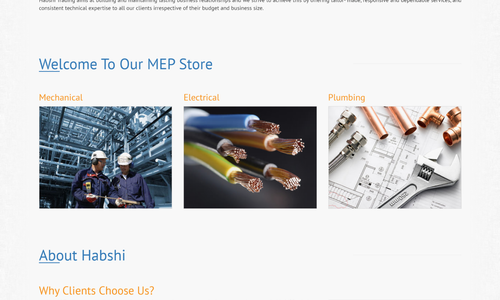 Habshi Trading aims at building and maintaining lasting business relationships and we strive to achieve this by offering tailor-made, responsive and dependable services, and
consistent technical expertise to all our clients irrespective of their budget and business size.
Welcome To Our MEP Store
Mechanical
Electrical
Plumbing
About Habshi
Why Clients Choose Us?